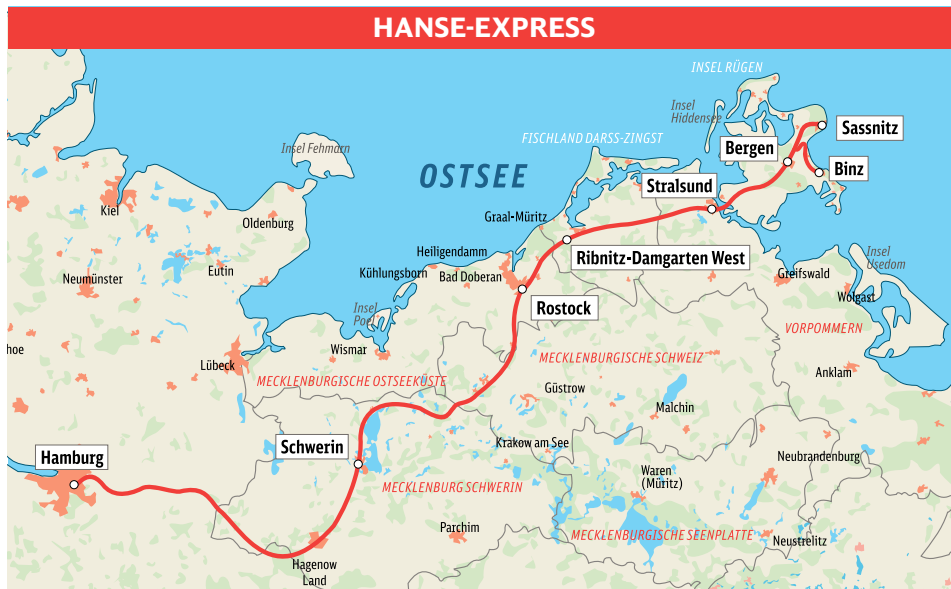 HANSE-EXPRESS
INSEL RÜGEN
Insel
Hiddensee
Sassnitz
FISCHLAND DARSS-ZINGST
Bergen
Insel Fehmarn
Binz
OSTSEE
Stralsund
Kiel
Graal-Müritz
Oldenburg
Heiligendamm
Ribnitz-Damgarten West
Insel
Usedom
Neumünster
Eutin
Kühlungsborn
Bad Doberan
Greifswald
Wolgast
Insel
Poel
Rostock
VORPOMMERN
hoe
Wismar
Lübeck
MECKLENBURGISCHE SCHWEIZ
MECKLENBURGISCHE OSTSEEKÜSTE
Anklam
Güstrow
Malchin
Hamburg
Schwerin
Krakow am See
Neubrandenburg
Waren
(Müritz)
MECKLENBURG SCHWERIN
Parchim
MECKLENBURGISCHE SEENPLATTE
Neustrelitz
Hagenow
Land